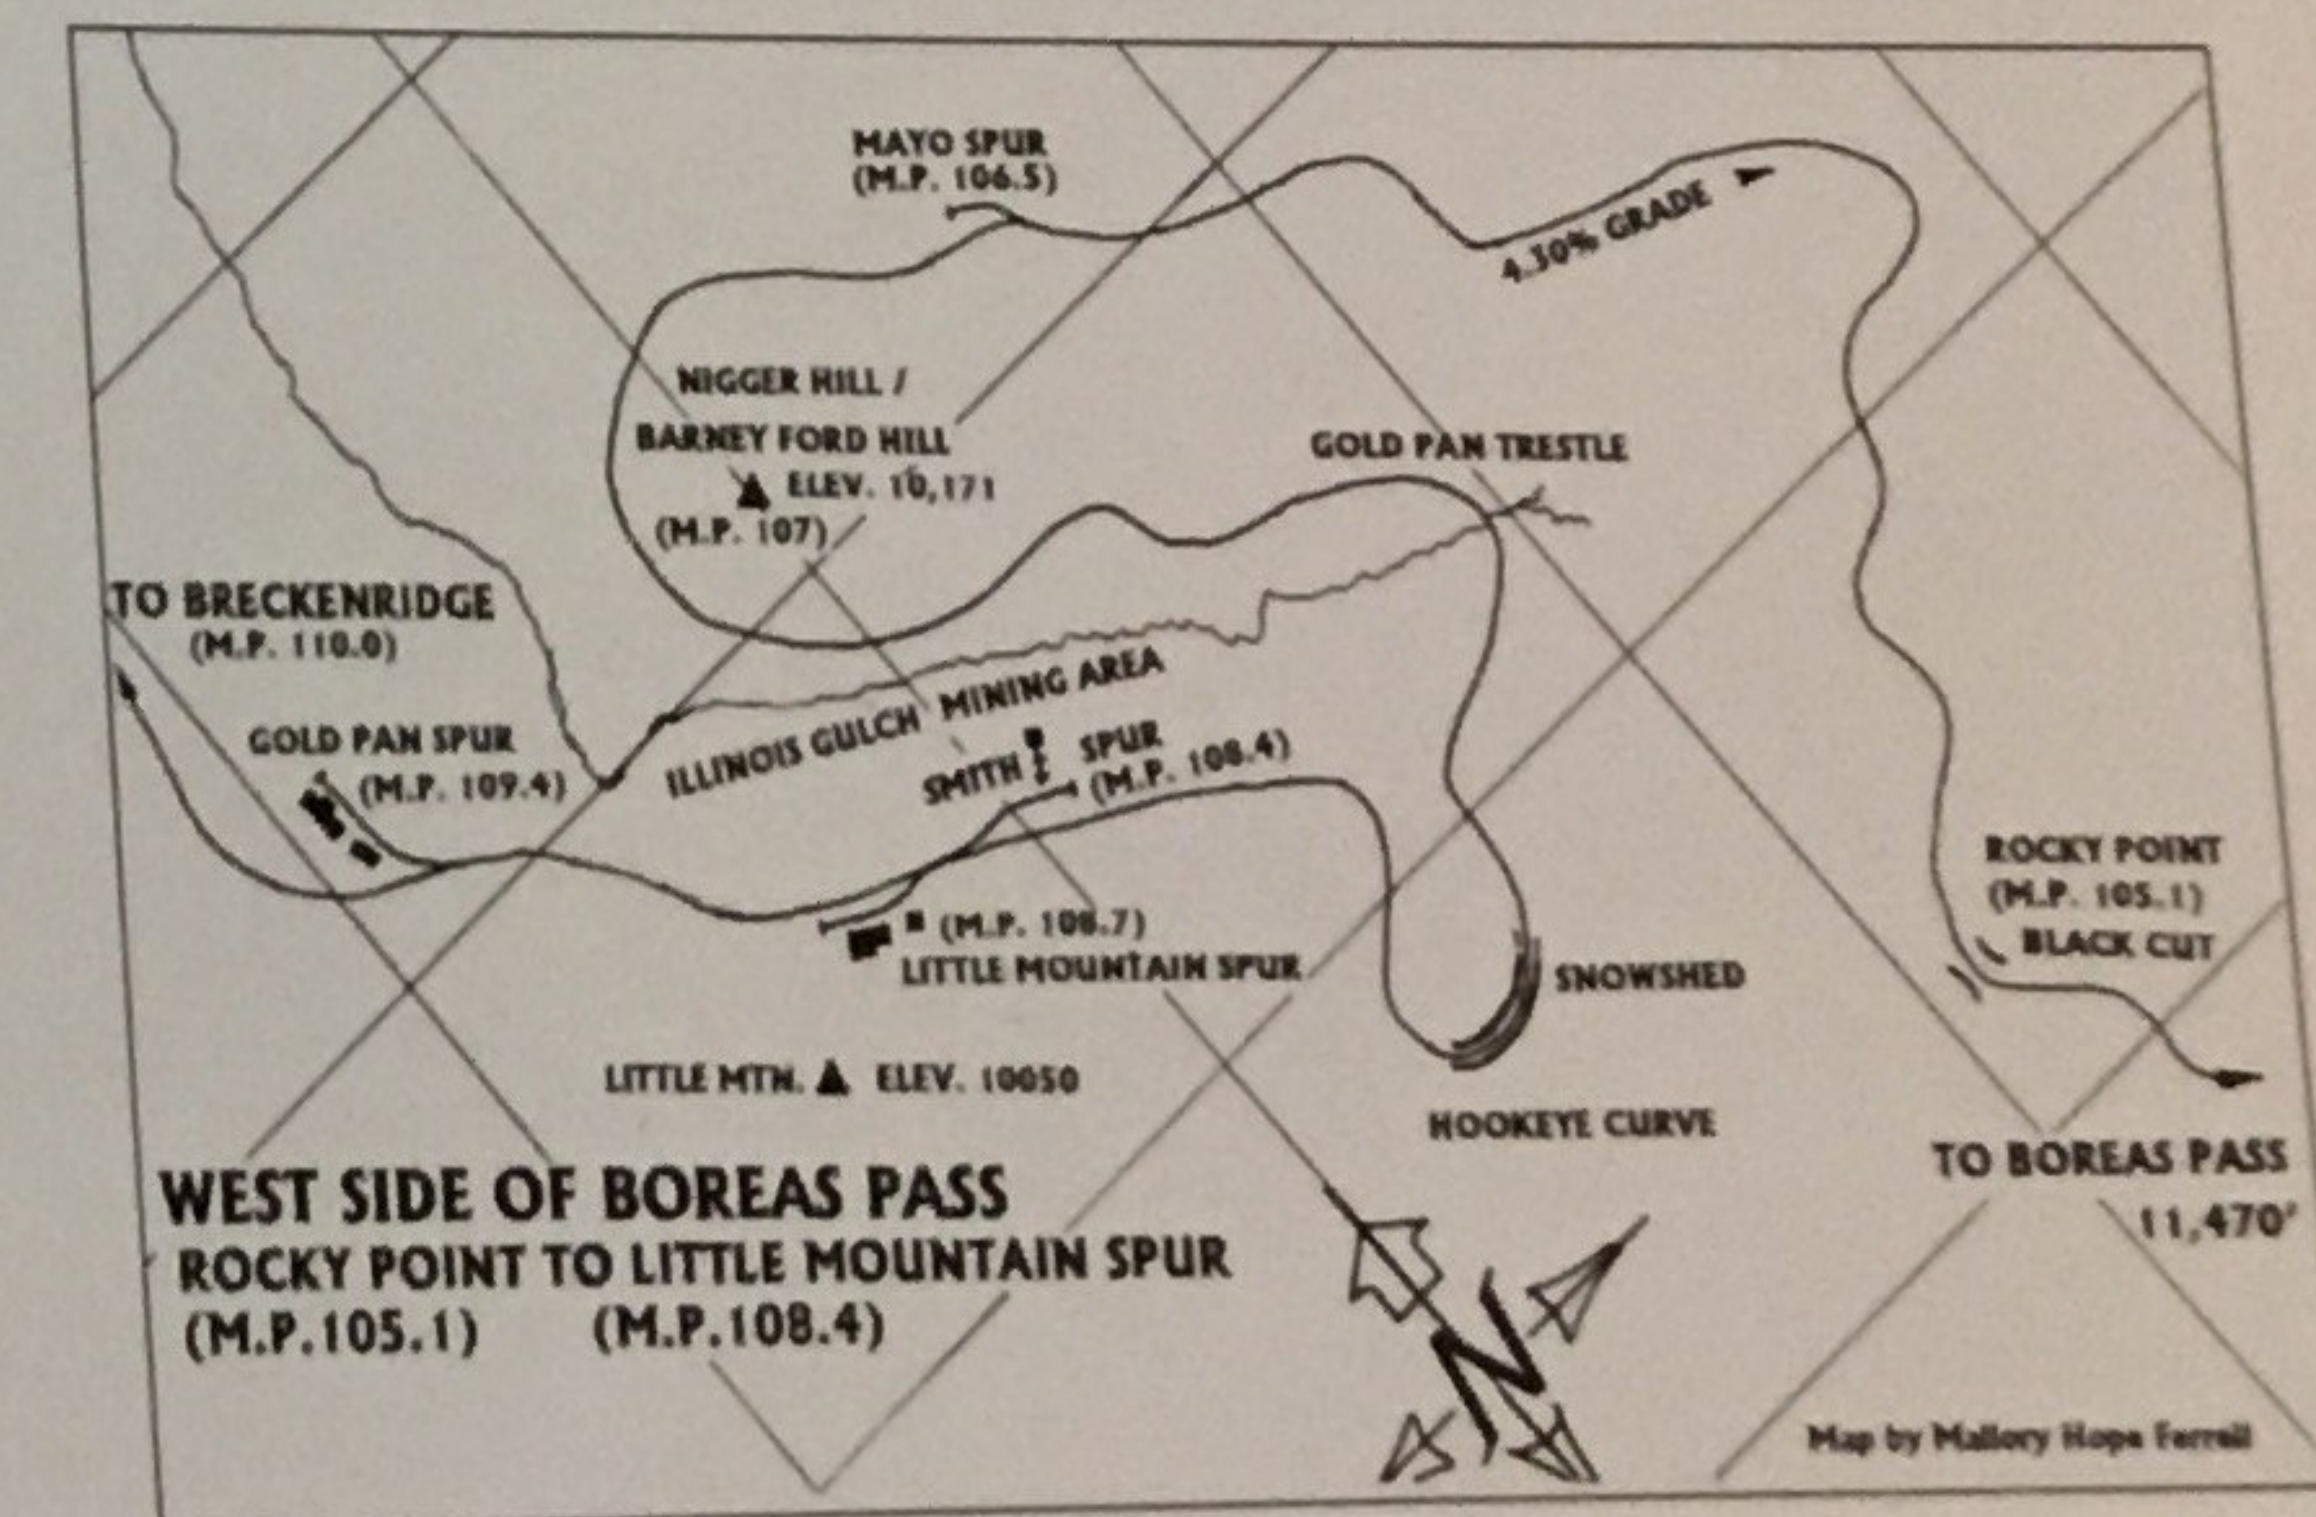 MAYO SPUR
(M.P. 106.5)
4.30% GRADE
NIGGER HILL /
BARNEY FORD HILL
ELEV. 10,171
(M.P. 107)
GOLD PAN TRESTLE
TO BRECKENRIDGE
(M.P. 110.0)
GOLD PAN SPUR
(M.P. 109.4)
ILLINOIS GULCH MINING AREA
SMITH SPUR
(M.P. 108.4)
ROCKY POINT
(M.P. 105.1)
BLACK CUT
(M.P. 108.7)
LITTLE MOUNTAIN SPUR
SNOWSHED
LITTLE MTN. ELEV. 10050
HOOKEYE CURVE
TO BOREAS PASS
11,470'
WEST SIDE OF BOREAS PASS
ROCKY POINT TO LITTLE MOUNTAIN SPUR
(M.P.105.1) (M.P.108.4)
N
Map by Mallory Hope Ferrell